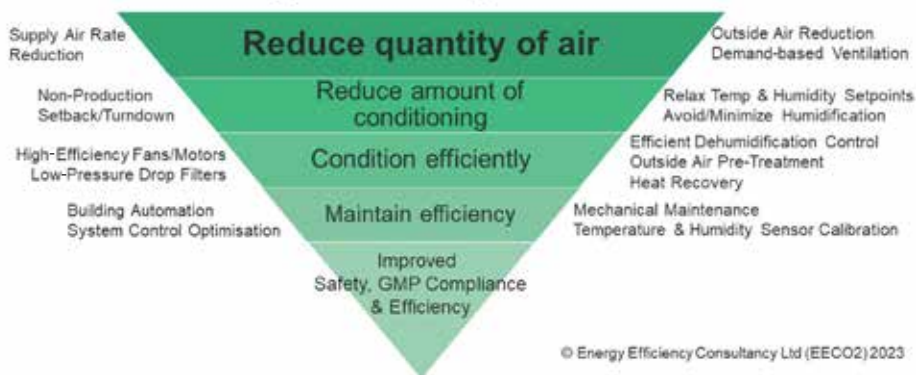 Supply Air Rate
Reduction
Reduce quantity of air
Outside Air Reduction
Demand-based Ventilation
Non-Production
Setback/Turndown
Reduce amount of
conditioning
Relax Temp & Humidity Setpoints
Avoid/Minimize Humidification
High-Efficiency Fans/Motors
Low-Pressure Drop Filters
Condition efficiently
Efficient Dehumidification Control
Outside Air Pre-Treatment
Heat Recovery
Building Automation
System Control Optimisation
Maintain efficiency
Mechanical Maintenance
Temperature & Humidity Sensor Calibration
Improved
Safety, GMP Compliance
& Efficiency
© Energy Efficiency Consultancy Ltd (EECO2) 2023